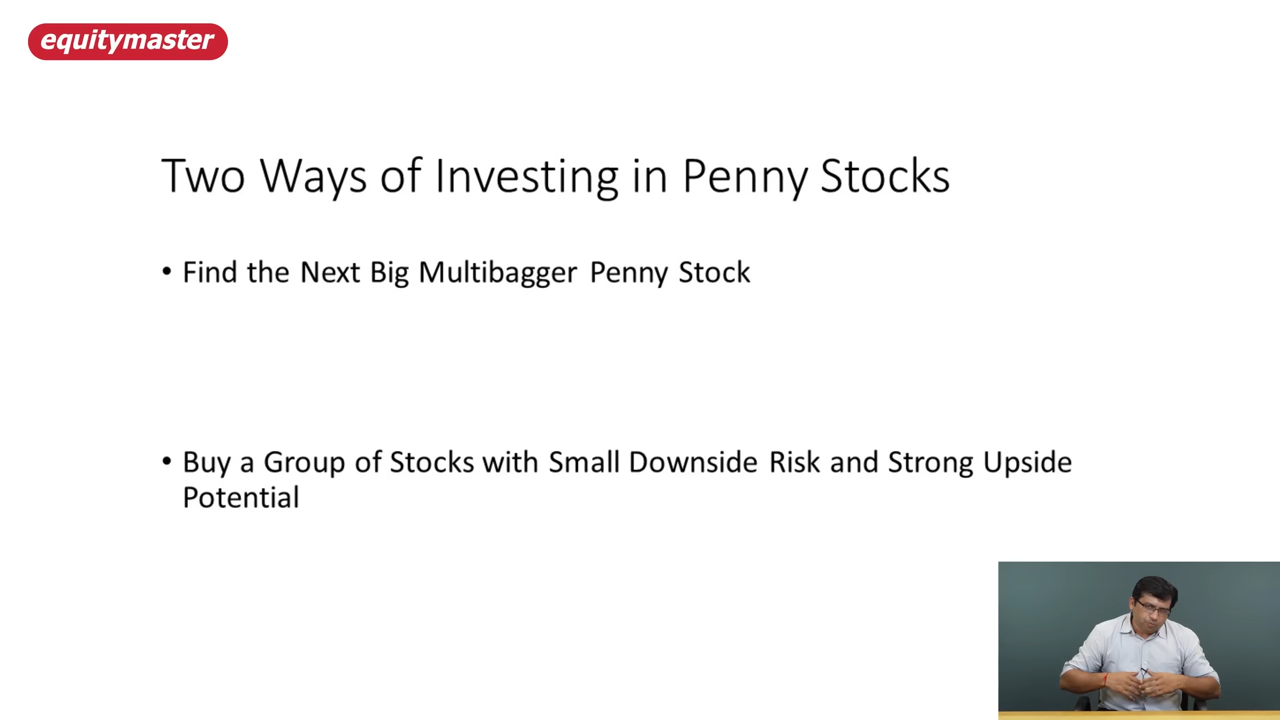 equitymaster
Two Ways of Investing in Penny Stocks
• Find the Next Big Multibagger Penny Stock
• Buy a Group of Stocks with Small Downside Risk and Strong Upside
Potential